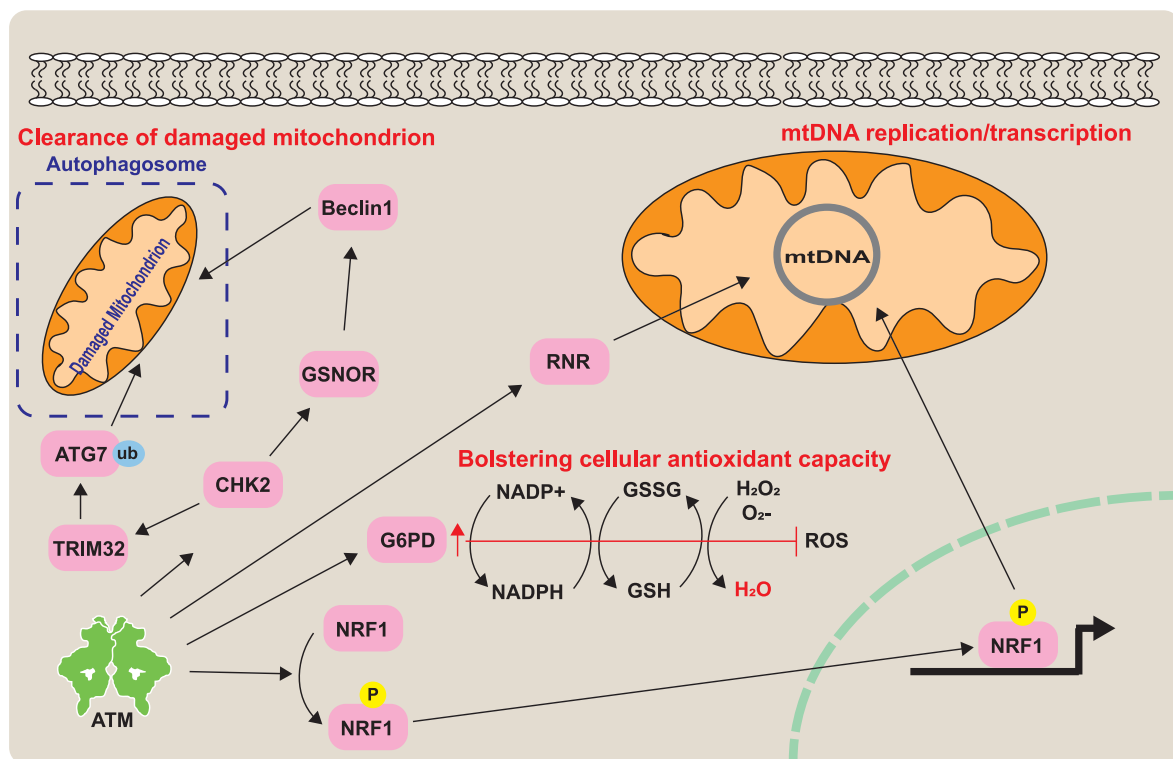 Clearance of damaged mitochondrion
mtDNA replication/transcription
Autophagosome
Damaged Mitochondrion
Beclin1
mtDNA
GSNOR
RNR
ATG7
ub
CHK2
TRIM32
Bolstering cellular antioxidant capacity
NADP+
GSSG
H₂O₂
O₂-
G6PD
ROS
NADPH
GSH
H₂O
NRF1
P
NRF1
P
NRF1
ATM